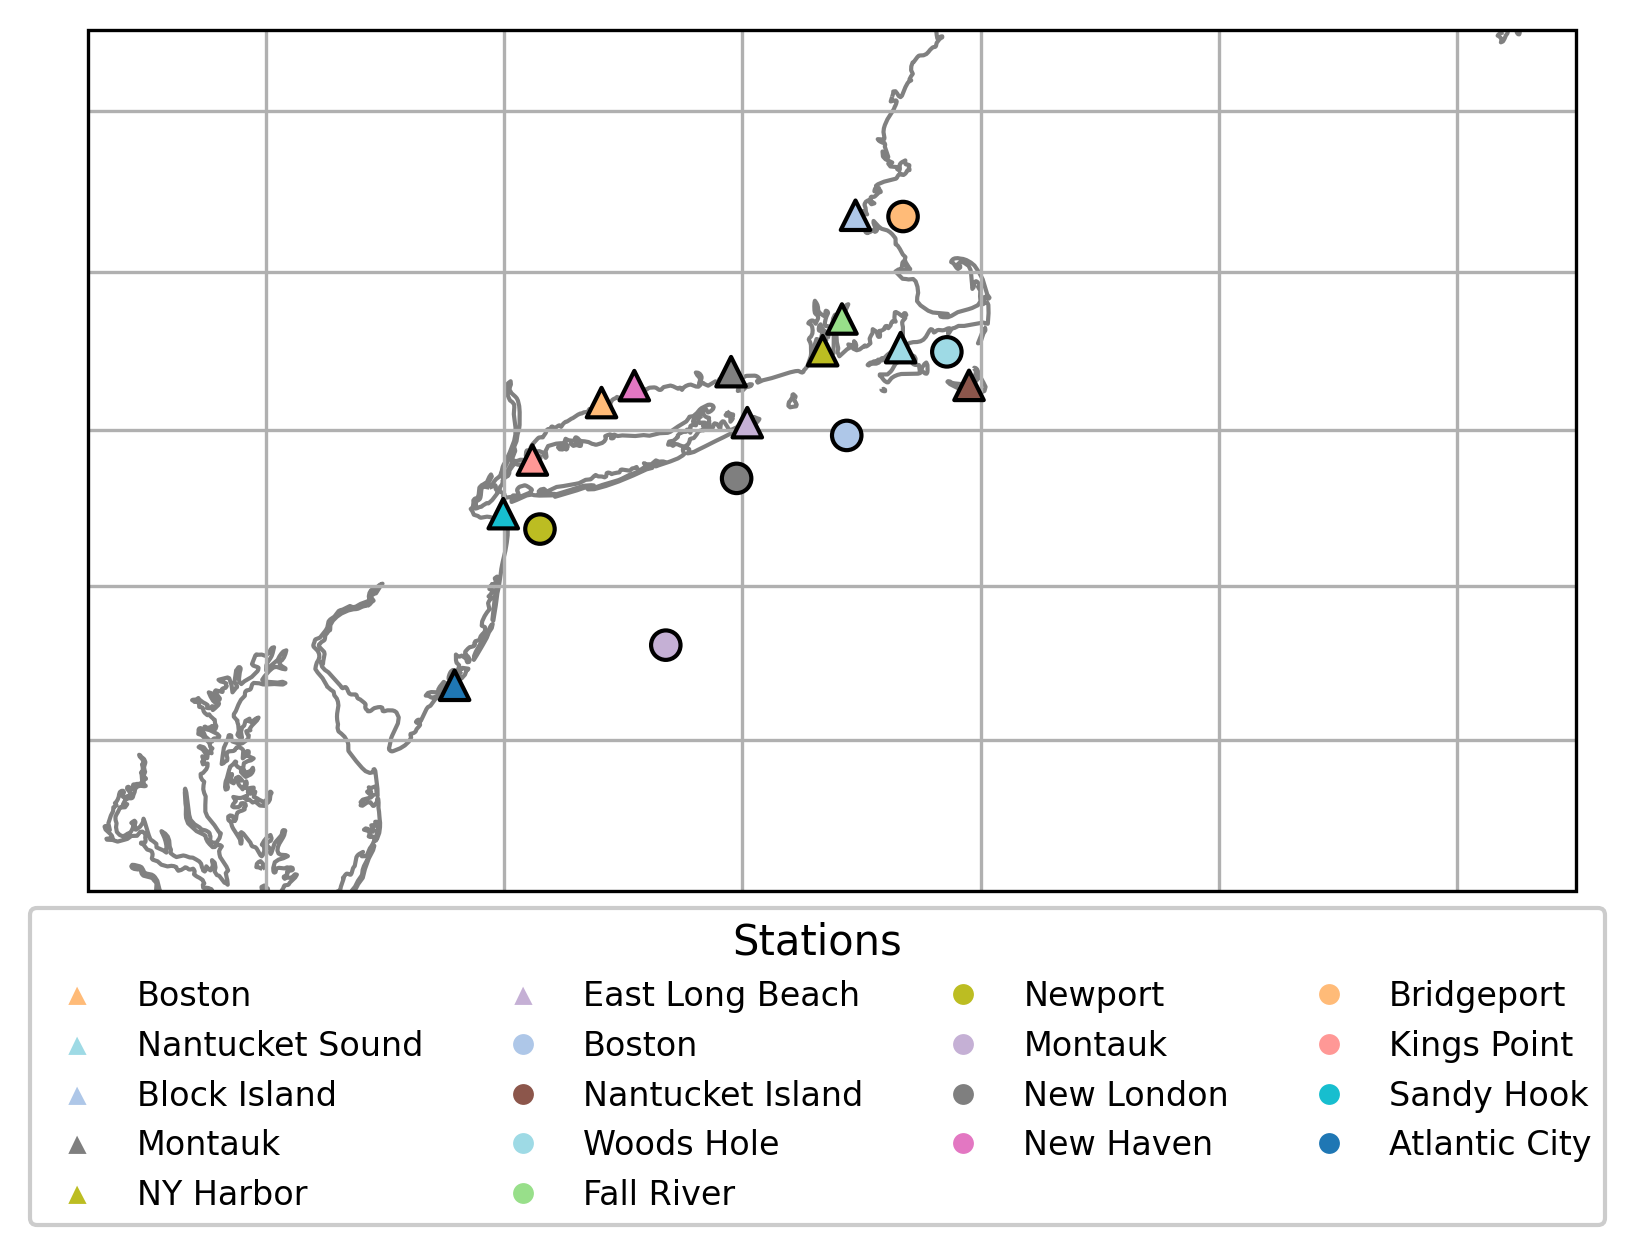 Stations
Boston
Nantucket Sound
Block Island
Montauk
NY Harbor
East Long Beach
Boston
Nantucket Island
Woods Hole
Fall River
Newport
Montauk
New London
New Haven
Bridgeport
Kings Point
Sandy Hook
Atlantic City